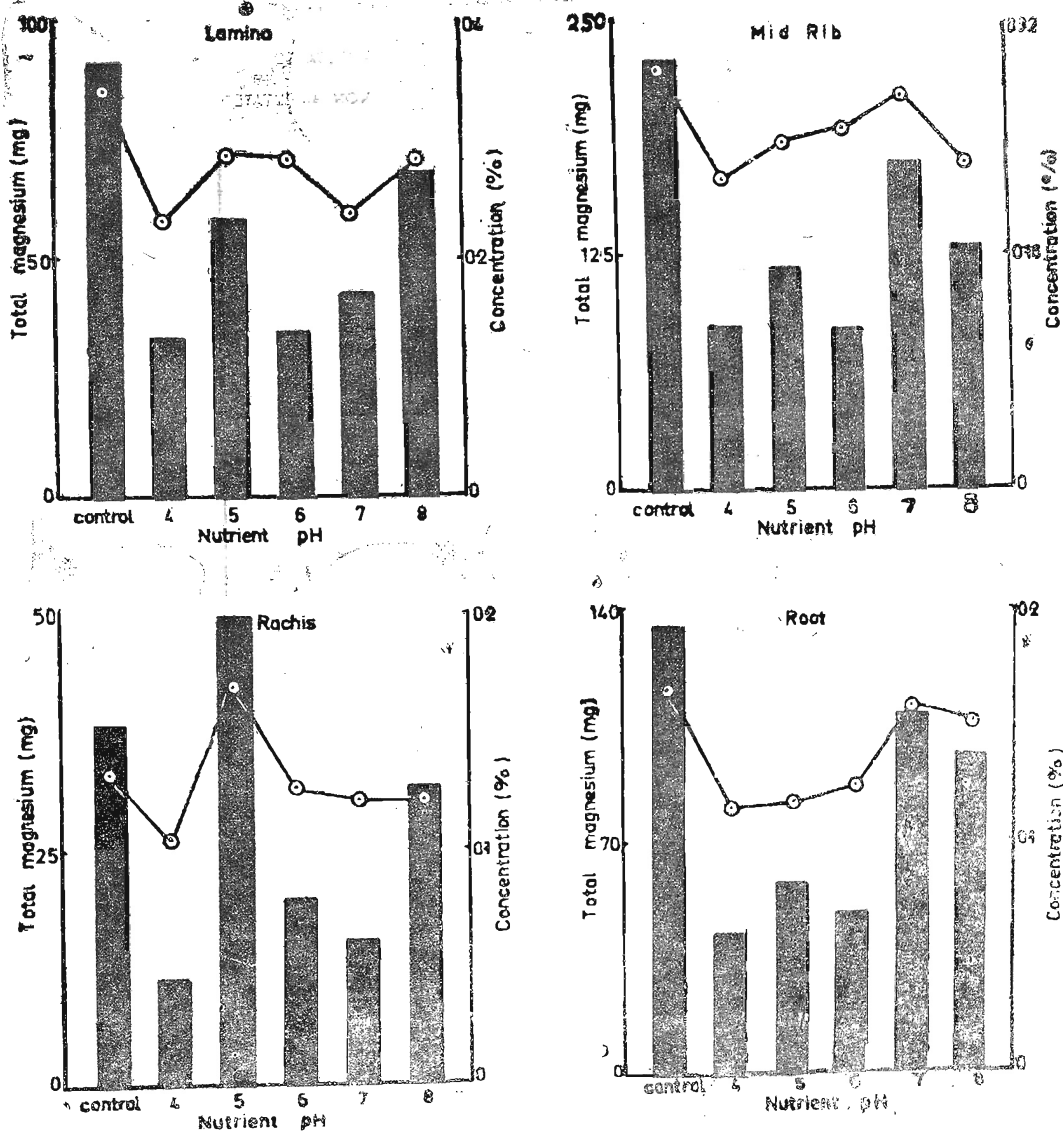 Lamina
100
50
0
Total magnesium (mg)
04
02
0
Concentration (%)
control 4 5 6 7 8
Nutrient pH
Mid Rib
250
125
0
Total magnesium (mg)
032
0
Concentration (%)
control 4 5 6 7 8
Nutrient pH
Rachis
50
25
0
Total magnesium (mg)
02
01
0
Concentration (%)
control 4 5 6 7 8
Nutrient pH
Root
140
70
0
Total magnesium (mg)
02
01
0
Concentration (%)
control 4 5 6 7 8
Nutrient pH